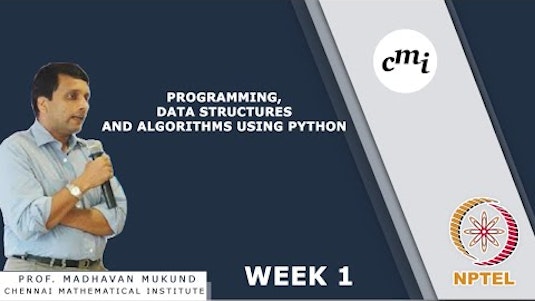 cmi
PROGRAMMING,
DATA STRUCTURES
AND ALGORITHMS USING PYTHON
PROF. MADHAVAN MUKUND
CHENNAI MATHEMATICAL INSTITUTE
WEEK 1
NPTEL